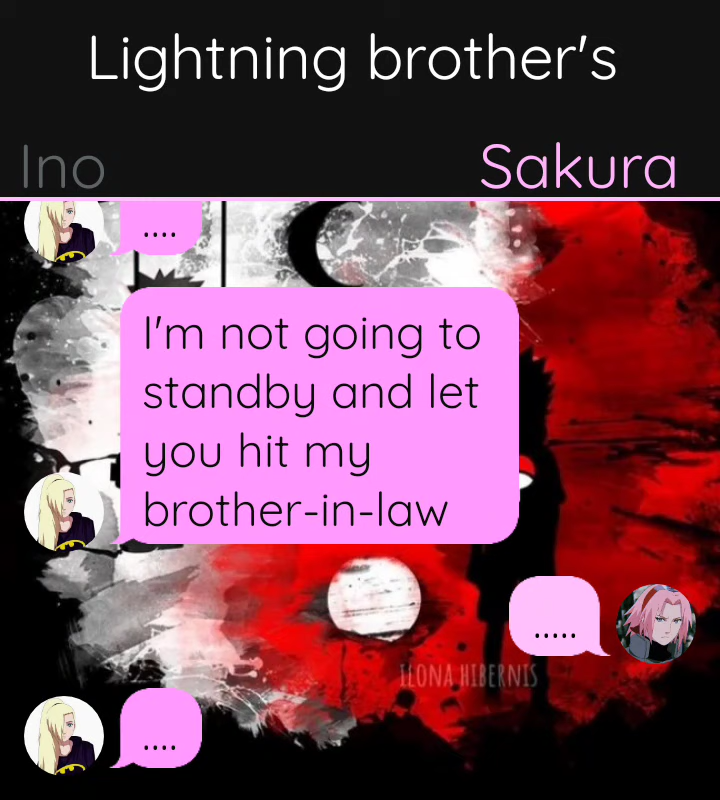 Lightning brother's
Ino
Sakura
....
I'm not going to
standby and let
you hit my
brother-in-law
.....
ILONA HIBERNIS
....